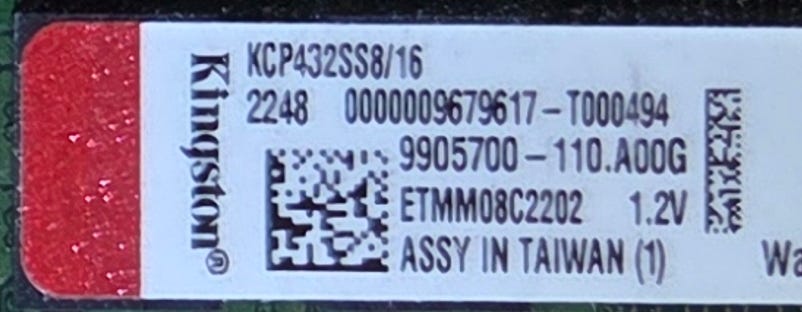 Kingston®
KCP432SS8/16
2248 0000009679617-T000494
9905700-110.A00G
ETMM08C2202 1.2V
ASSY IN TAIWAN (1)